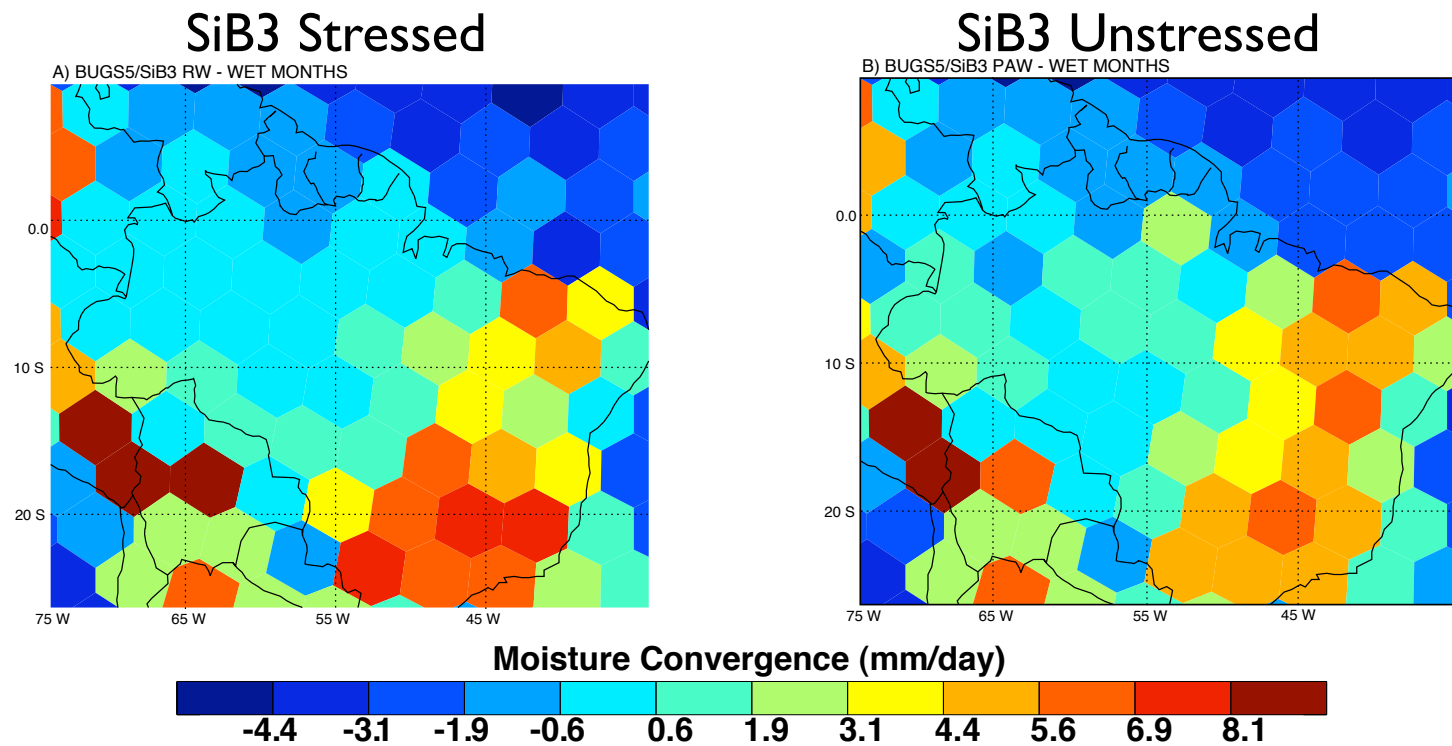 SiB3 Stressed
SiB3 Unstressed
A) BUGS5/SiB3 RW - WET MONTHS
B) BUGS5/SiB3 PAW - WET MONTHS
0.0
10 S
20 S
75 W 65 W 55 W 45 W
0.0
10 S
20 S
75 W 65 W 55 W 45 W
Moisture Convergence (mm/day)
-4.4 -3.1 -1.9 -0.6 0.6 1.9 3.1 4.4 5.6 6.9 8.1